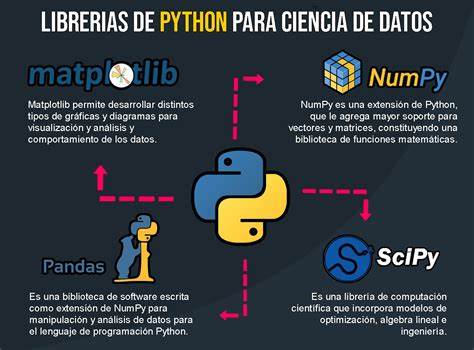 LIBRERIAS DE PYTHON PARA CIENCIA DE DATOS
matplotlib
Matplotlib permite desarrollar distintos
tipos de gráficas y diagramas para
visualización y análisis y
comportamiento de los datos.
NumPy
NumPy es una extensión de Python,
que le agrega mayor soporte para
vectores y matrices, constituyendo una
biblioteca de funciones matemáticas.
Pandas
Es una biblioteca de software escrita
como extensión de NumPy para
manipulación y análisis de datos para
el lenguaje de programación Python.
SciPy
Es una librería de computación
cientifica que incorpora modelos de
optimización, algebra lineal e
ingeniería.